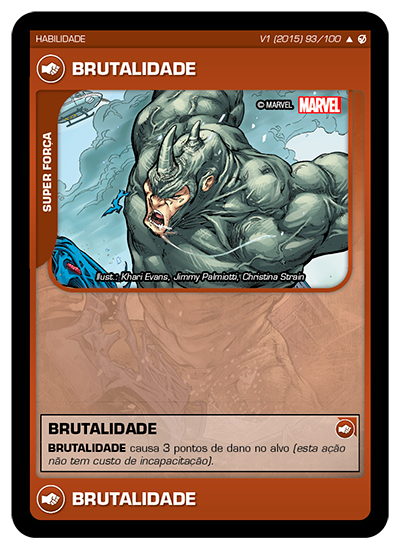 HABILIDADE
V1 (2015) 93/100
BRUTALIDADE
SUPER FORÇA
© MARVEL MARVEL
Ilust.: Khari Evans, Jimmy Palmiotti, Christina Strain
BRUTALIDADE
BRUTALIDADE causa 3 pontos de dano no alvo (esta ação
não tem custo de incapacitação).
BRUTALIDADE